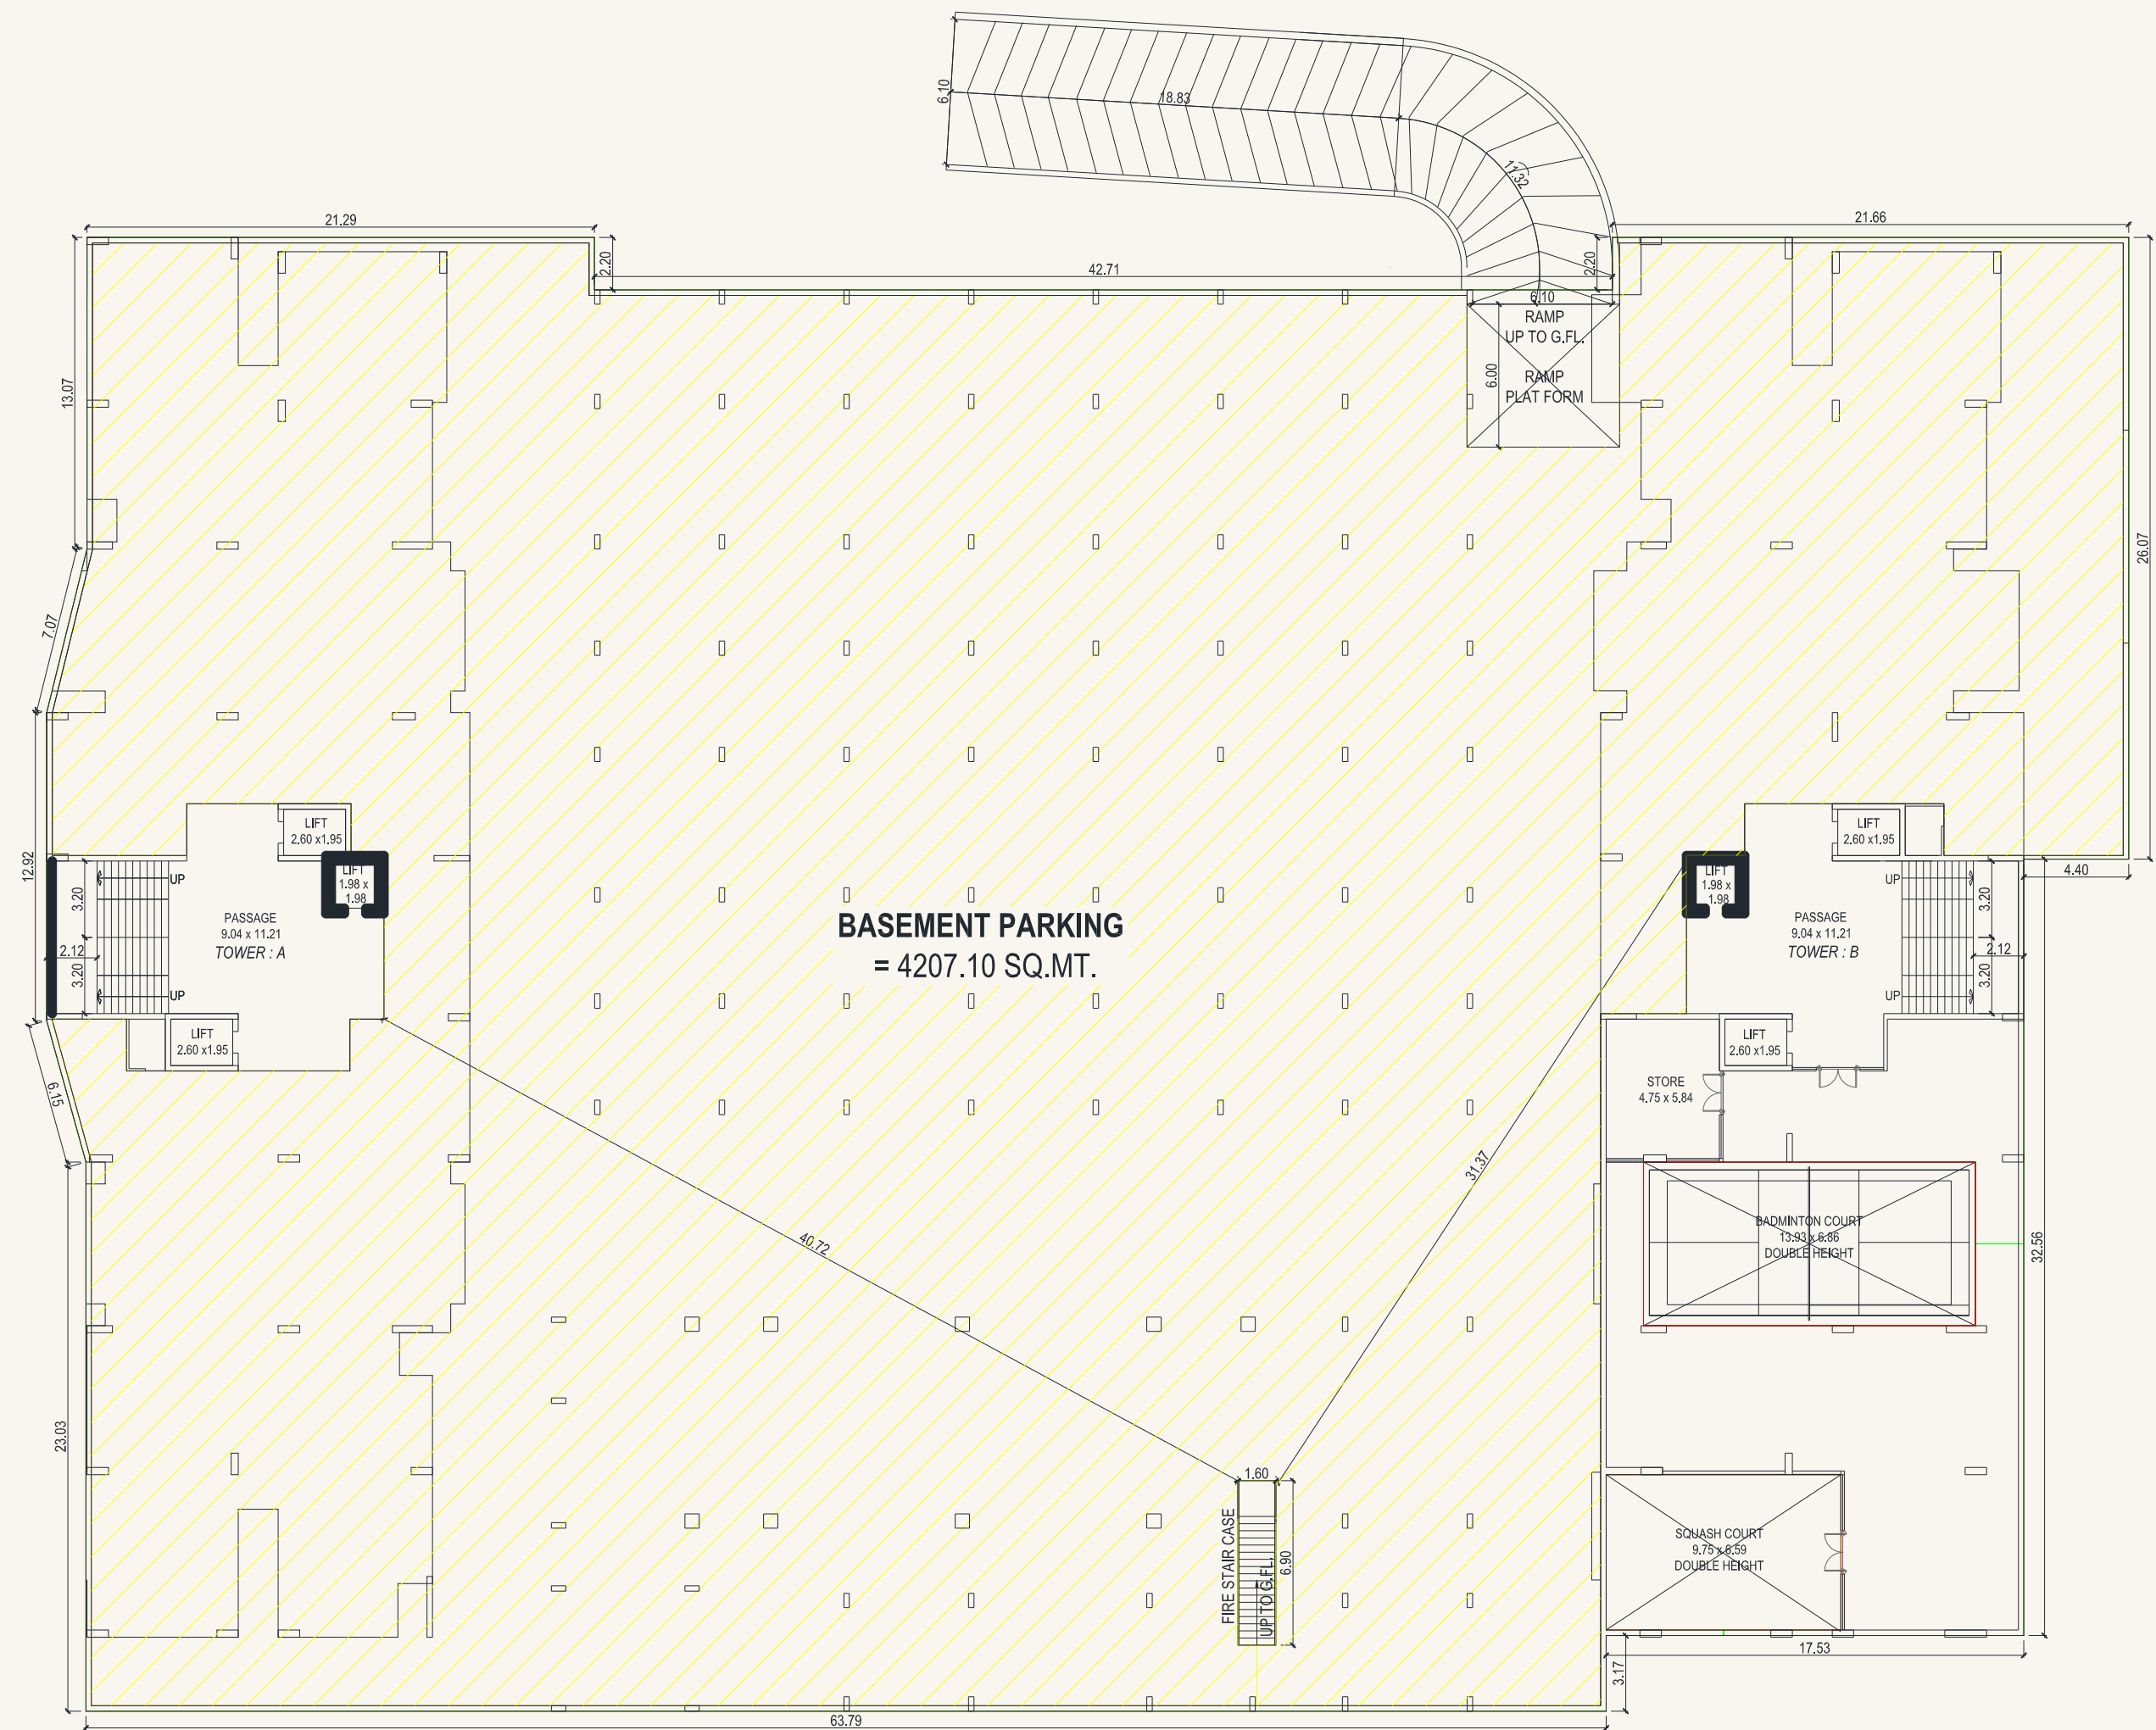 6.10
18.83
11.32
21.29
2.20
42.71
2.20
21.66
6.10
RAMP
UP TO G.FL.
6.00
RAMP
PLAT FORM
13.07
26.07
7.07
12.92
LIFT
2.60 x1.95
LIFT
1.98 x
1.98
UP
3.20
PASSAGE
9.04 x 11.21
TOWER : A
2.12
3.20
UP
LIFT
2.60 x1.95
BASEMENT PARKING
= 4207.10 SQ.MT.
LIFT
2.60 x1.95
LIFT
1.98 x
1.98
4.40
UP
3.20
PASSAGE
9.04 x 11.21
TOWER : B
2.12
3.20
UP
LIFT
2.60 x1.95
6.15
STORE
4.75 x 5.84
31.37
40.72
BADMINTON COURT
13.93 x 6.86
DOUBLE HEIGHT
32.56
23.03
1.60
FIRE STAIR CASE
UP TO G.FL.
6.90
SQUASH COURT
9.75 x 6.59
DOUBLE HEIGHT
17.53
3.17
63.79